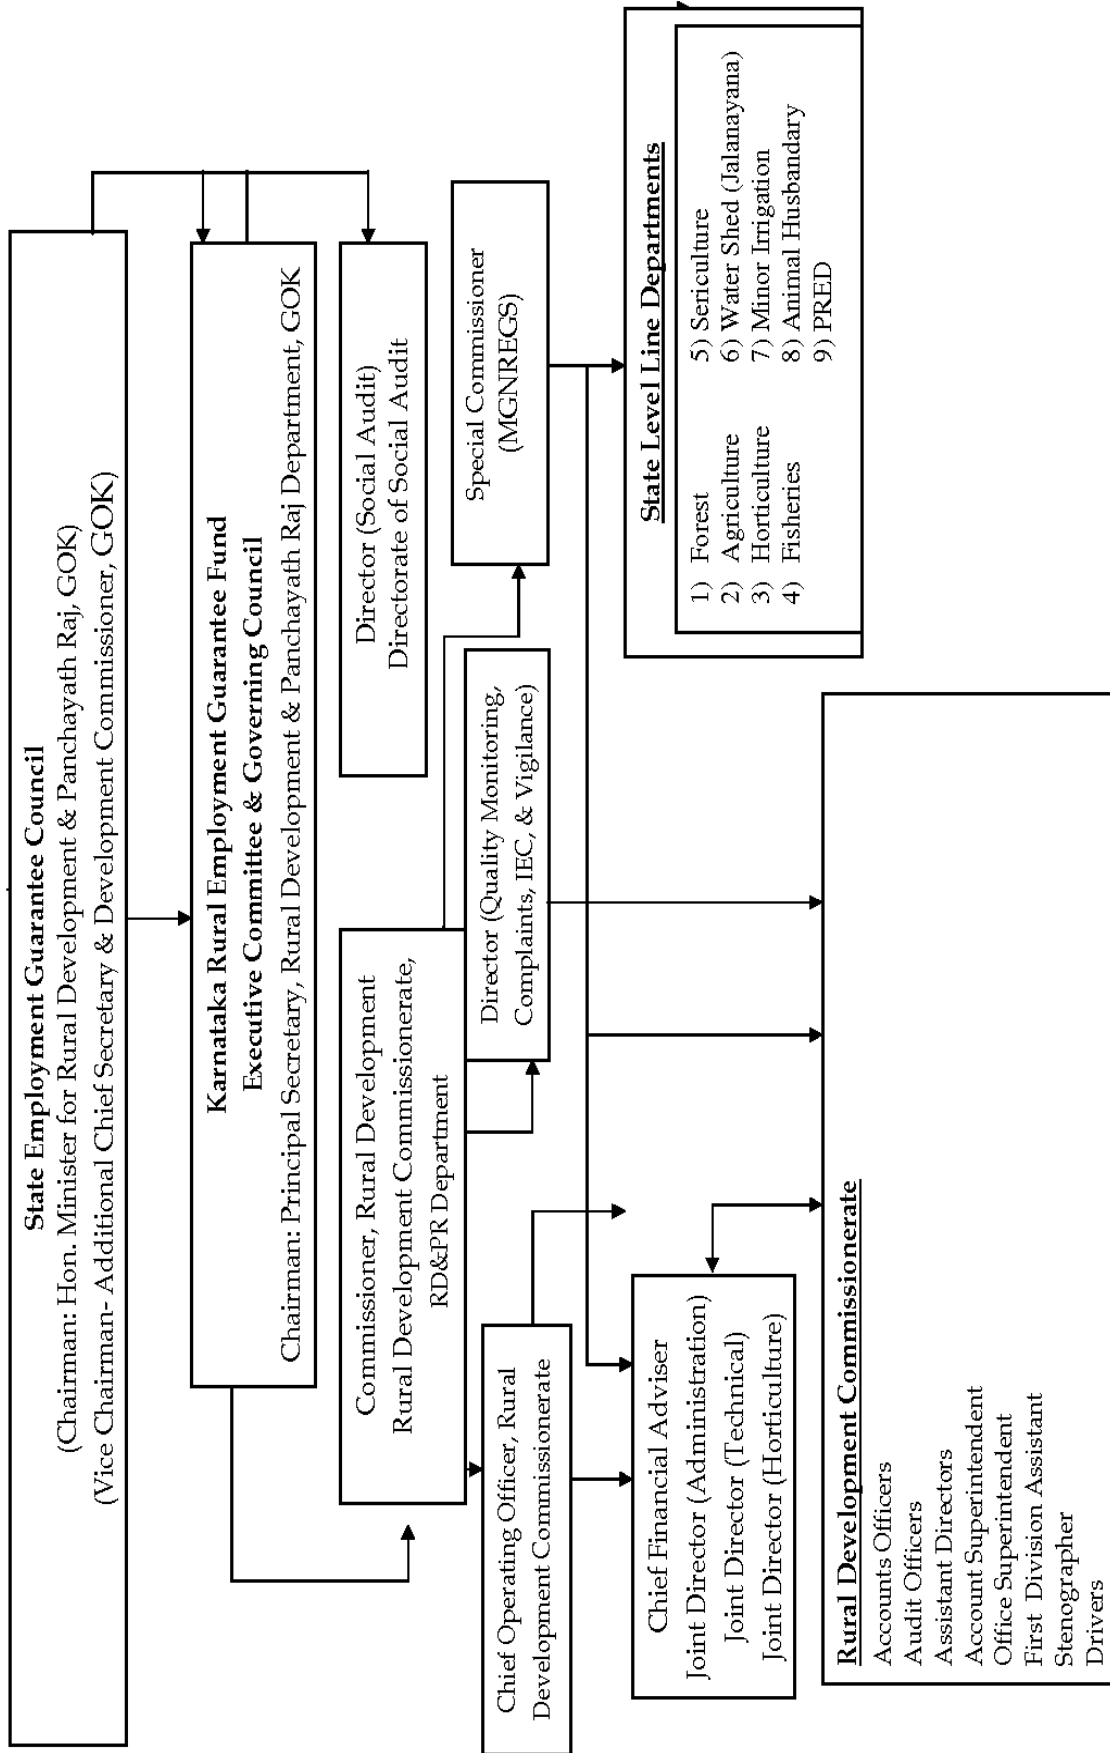 State Employment Guarantee Council
(Chairman: Hon. Minister for Rural Development & Panchayath Raj, GOK)
(Vice Chairman- Additional Chief Secretary & Development Commissioner, GOK)
Karnataka Rural Employment Guarantee Fund
Executive Committee & Governing Council
Chairman: Principal Secretary, Rural Development & Panchayath Raj Department, GOK
Commissioner, Rural Development
Rural Development Commissionerate,
RD&PR Department
Director (Social Audit)
Directorate of Social Audit
Chief Operating Officer, Rural
Development Commissionerate
Director (Quality Monitoring,
Complaints, IEC, & Vigilance)
Special Commissioner
(MGNREGS)
Chief Financial Adviser
Joint Director (Administration)
Joint Director (Technical)
Joint Director (Horticulture)
State Level Line Departments
1) Forest
2) Agriculture
3) Horticulture
4) Fisheries
5) Sericulture
6) Water Shed (Jalanayana)
7) Minor Irrigation
8) Animal Husbandary
9) PRED
Rural Development Commissionerate
Accounts Officers
Audit Officers
Assistant Directors
Account Superintendent
Office Superintendent
First Division Assistant
Stenographer
Drivers